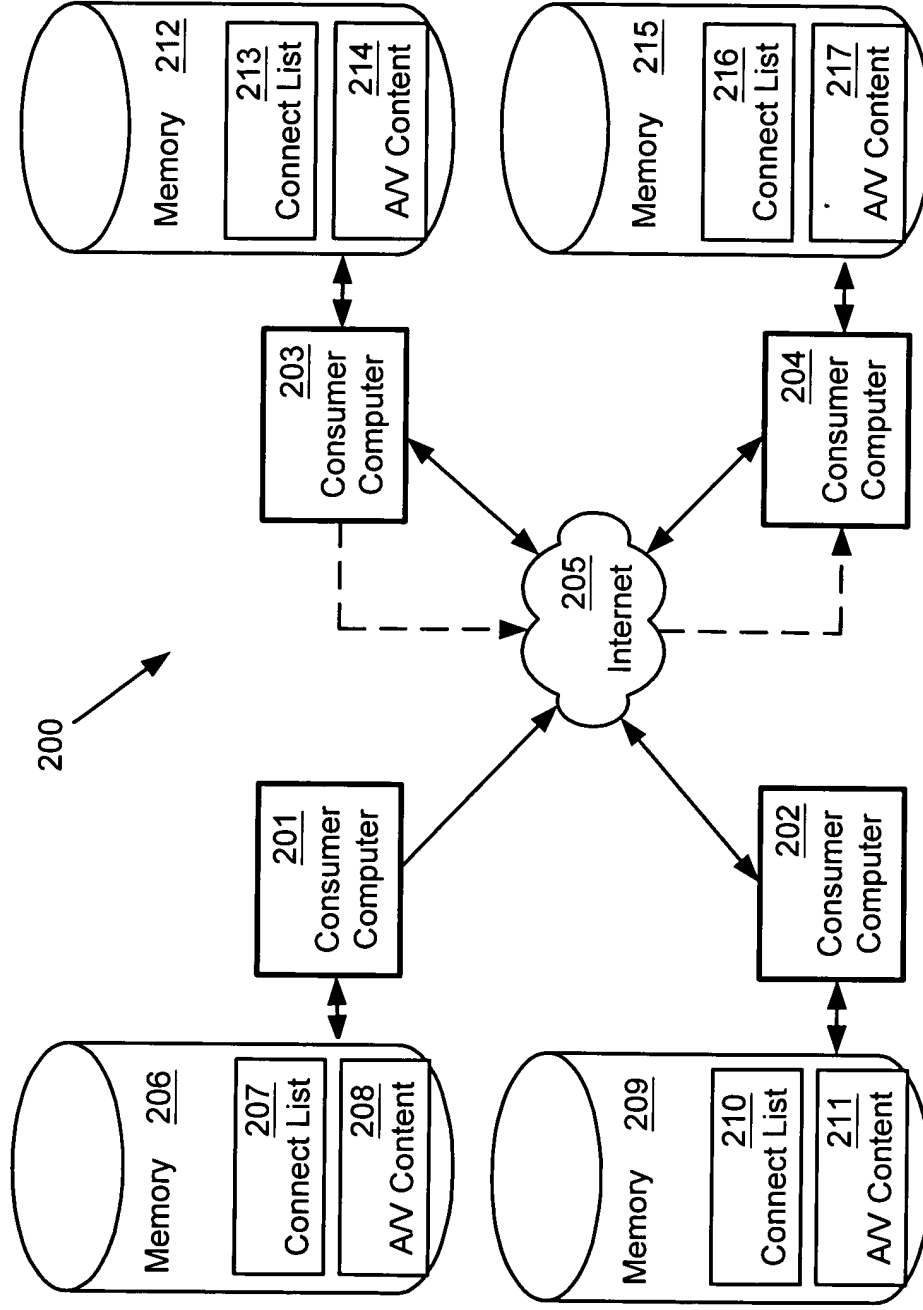 200
Memory 206
207
Connect List
208
A/V Content
201
Consumer
Computer
203
Consumer
Computer
Memory 212
213
Connect List
214
A/V Content
205
Internet
Memory 209
210
Connect List
211
A/V Content
202
Consumer
Computer
204
Consumer
Computer
Memory 215
216
Connect List
217
A/V Content